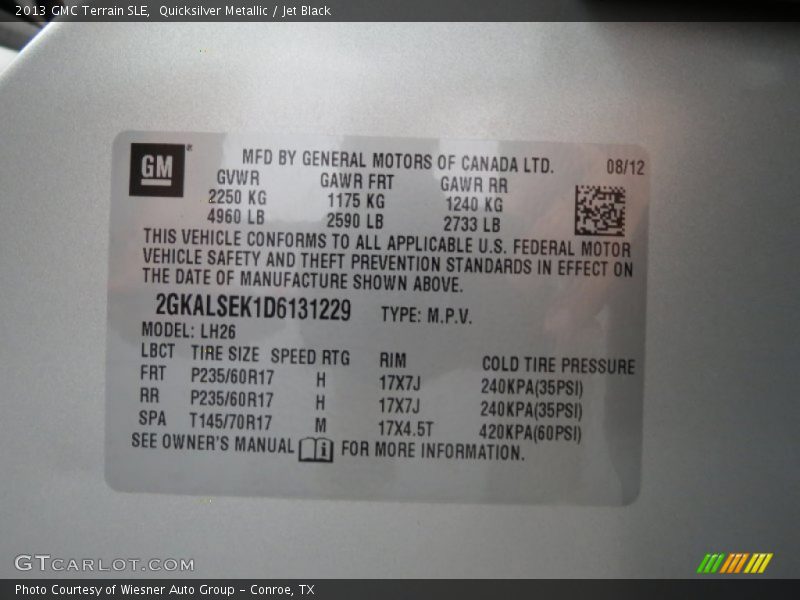 2013 GMC Terrain SLE,  Quicksilver Metallic / Jet Black
GM
MFD BY GENERAL MOTORS OF CANADA LTD. 08/12
GVWR GAWR FRT GAWR RR
2250 KG 1175 KG 1240 KG
4960 LB 2590 LB 2733 LB
THIS VEHICLE CONFORMS TO ALL APPLICABLE U.S. FEDERAL MOTOR
VEHICLE SAFETY AND THEFT PREVENTION STANDARDS IN EFFECT ON
THE DATE OF MANUFACTURE SHOWN ABOVE.
2GKALSEK1D6131229 TYPE: M.P.V.
MODEL: LH26
LBCT TIRE SIZE SPEED RTG RIM COLD TIRE PRESSURE
FRT P235/60R17 H 17X7J 240KPA(35PSI)
RR P235/60R17 H 17X7J 240KPA(35PSI)
SPA T145/70R17 M 17X4.5T 420KPA(60PSI)
SEE OWNER'S MANUAL FOR MORE INFORMATION.
GTCARLOT.COM
Photo Courtesy of Wiesner Auto Group - Conroe, TX